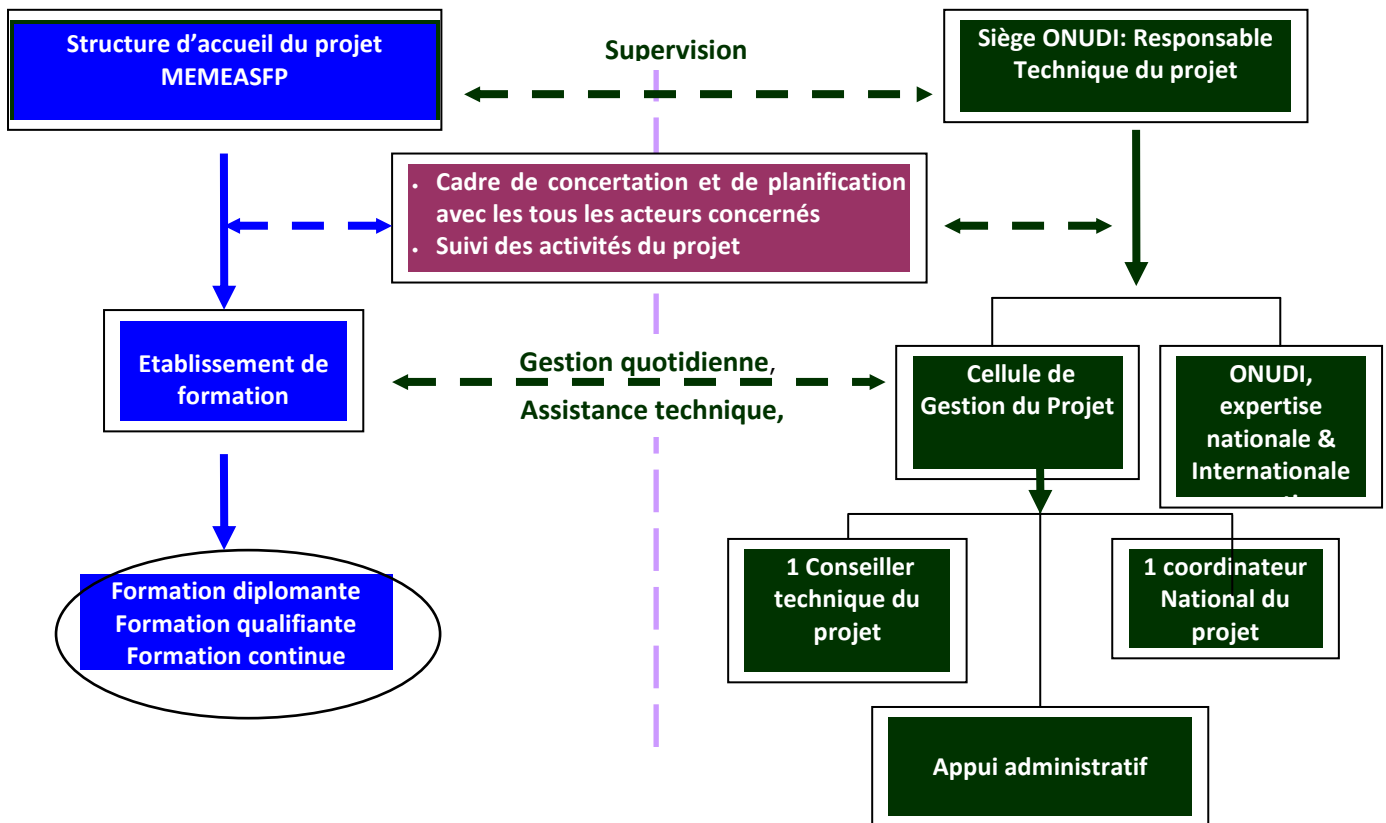 Structure d’accueil du projet
MEMEASFP
Supervision
Siège ONUDI: Responsable
Technique du projet
• Cadre de concertation et de planification
avec les tous les acteurs concernés
• Suivi des activités du projet
Etablissement de
formation
Gestion quotidienne,
Assistance technique,
Cellule de
Gestion du Projet
ONUDI,
expertise
nationale &
Internationale
Formation diplomante
Formation qualifiante
Formation continue
1 Conseiller
technique du
projet
1 coordinateur
National du
projet
Appui administratif